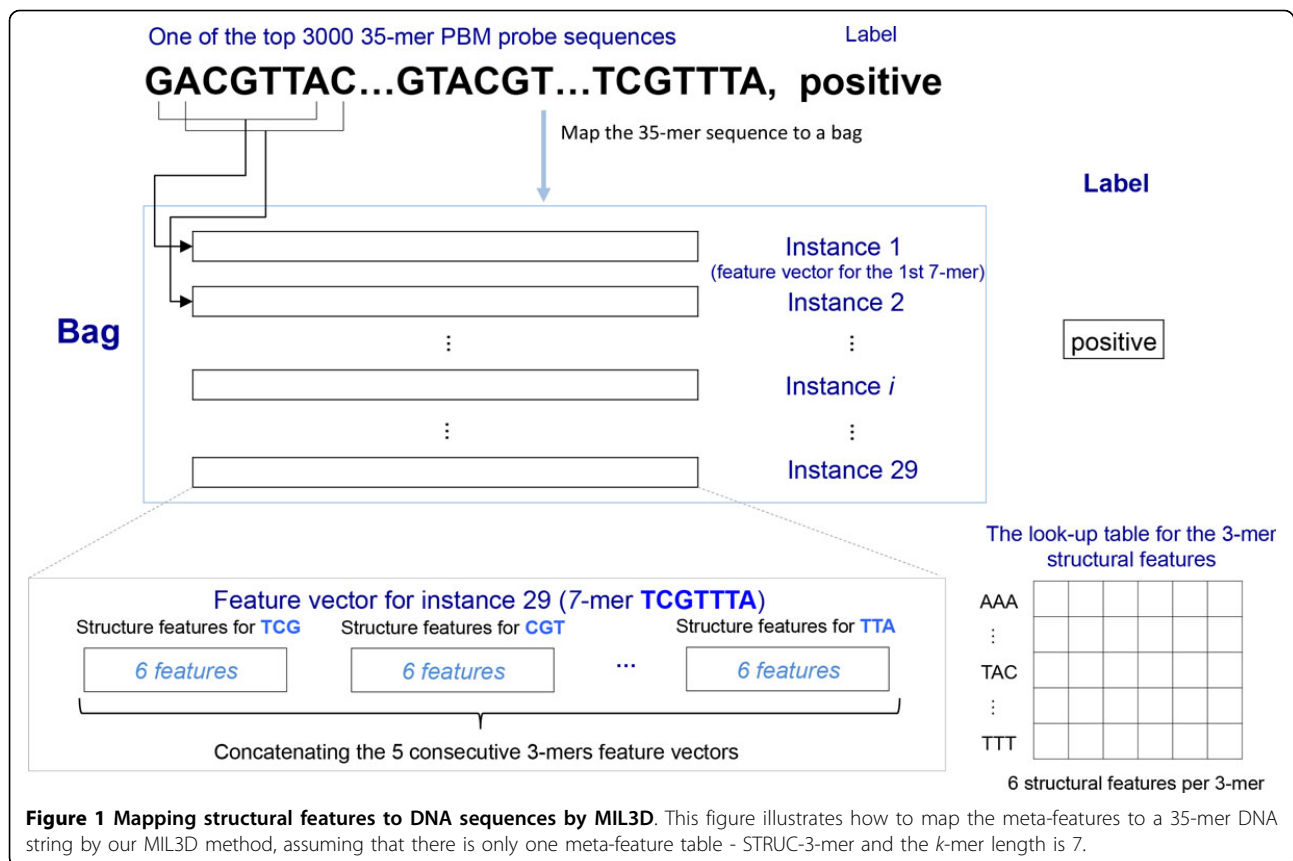 One of the top 3000 35-mer PBM probe sequences
Label
GACGTTAC...GTACGT...TCGTTTA, positive
Map the 35-mer sequence to a bag
Label
Instance 1
(feature vector for the 1st 7-mer)
Instance 2
Bag
⋮ ⋮
positive
Instance i
⋮ ⋮
Instance 29
The look-up table for the 3-mer
structural features
Feature vector for instance 29 (7-mer TCGTTTA)
Structure features for TCG Structure features for CGT Structure features for TTA
6 features 6 features ... 6 features
Concatenating the 5 consecutive 3-mers feature vectors
AAA
⋮
TAC
⋮
TTT
6 structural features per 3-mer
Figure 1 Mapping structural features to DNA sequences by MIL3D. This figure illustrates how to map the meta-features to a 35-mer DNA
string by our MIL3D method, assuming that there is only one meta-feature table - STRUC-3-mer and the k-mer length is 7.